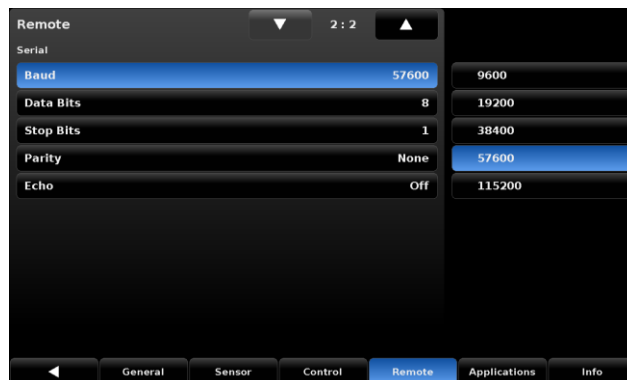 Remote 2 : 2
Serial
Baud 57600
Data Bits 8
Stop Bits 1
Parity None
Echo Off
9600
19200
38400
57600
115200
General Sensor Control Remote Applications Info